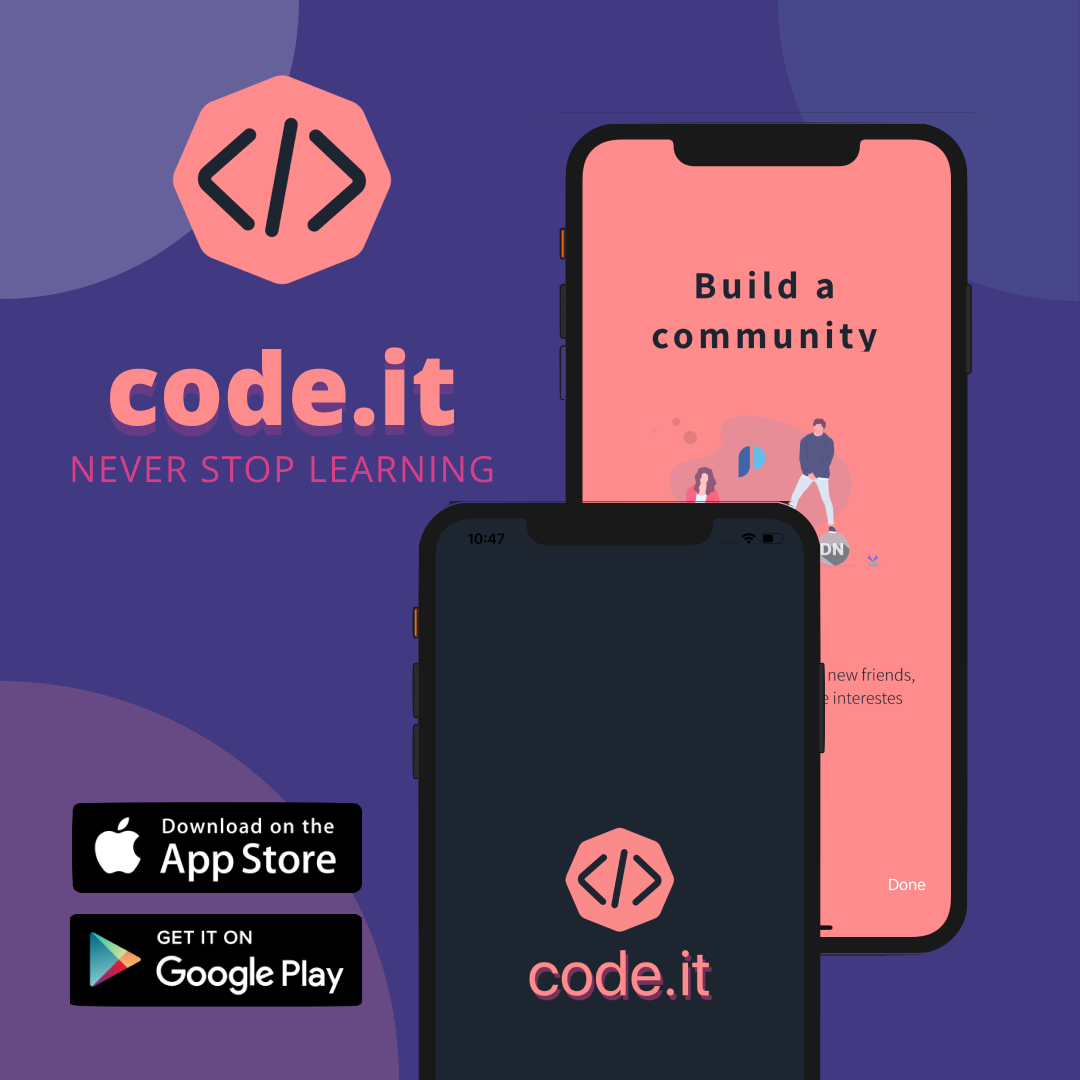 code.it
NEVER STOP LEARNING
Build a
community
DN
new friends,
interestes
Done
10:47
code.it
Download on the
App Store
GET IT ON
Google Play